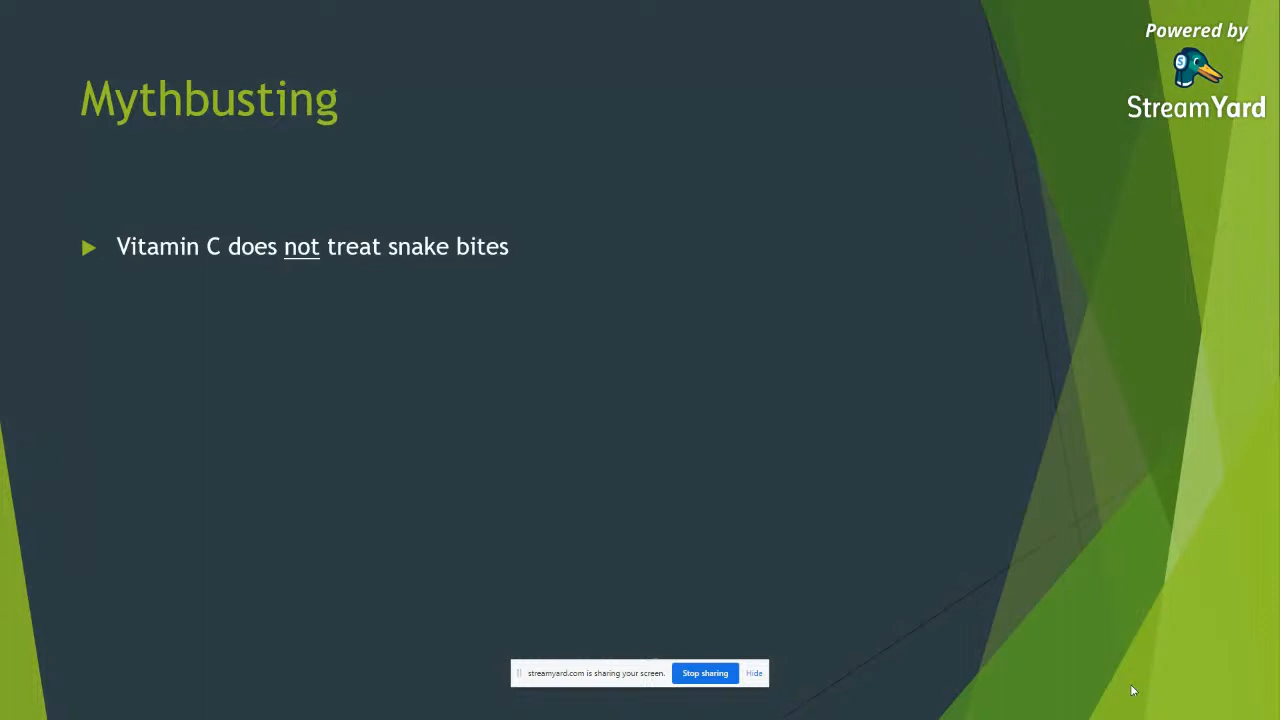 Powered by
StreamYard
Mythbusting
Vitamin C does not treat snake bites
streamyard.com is sharing your screen.
Stop sharing
Hide